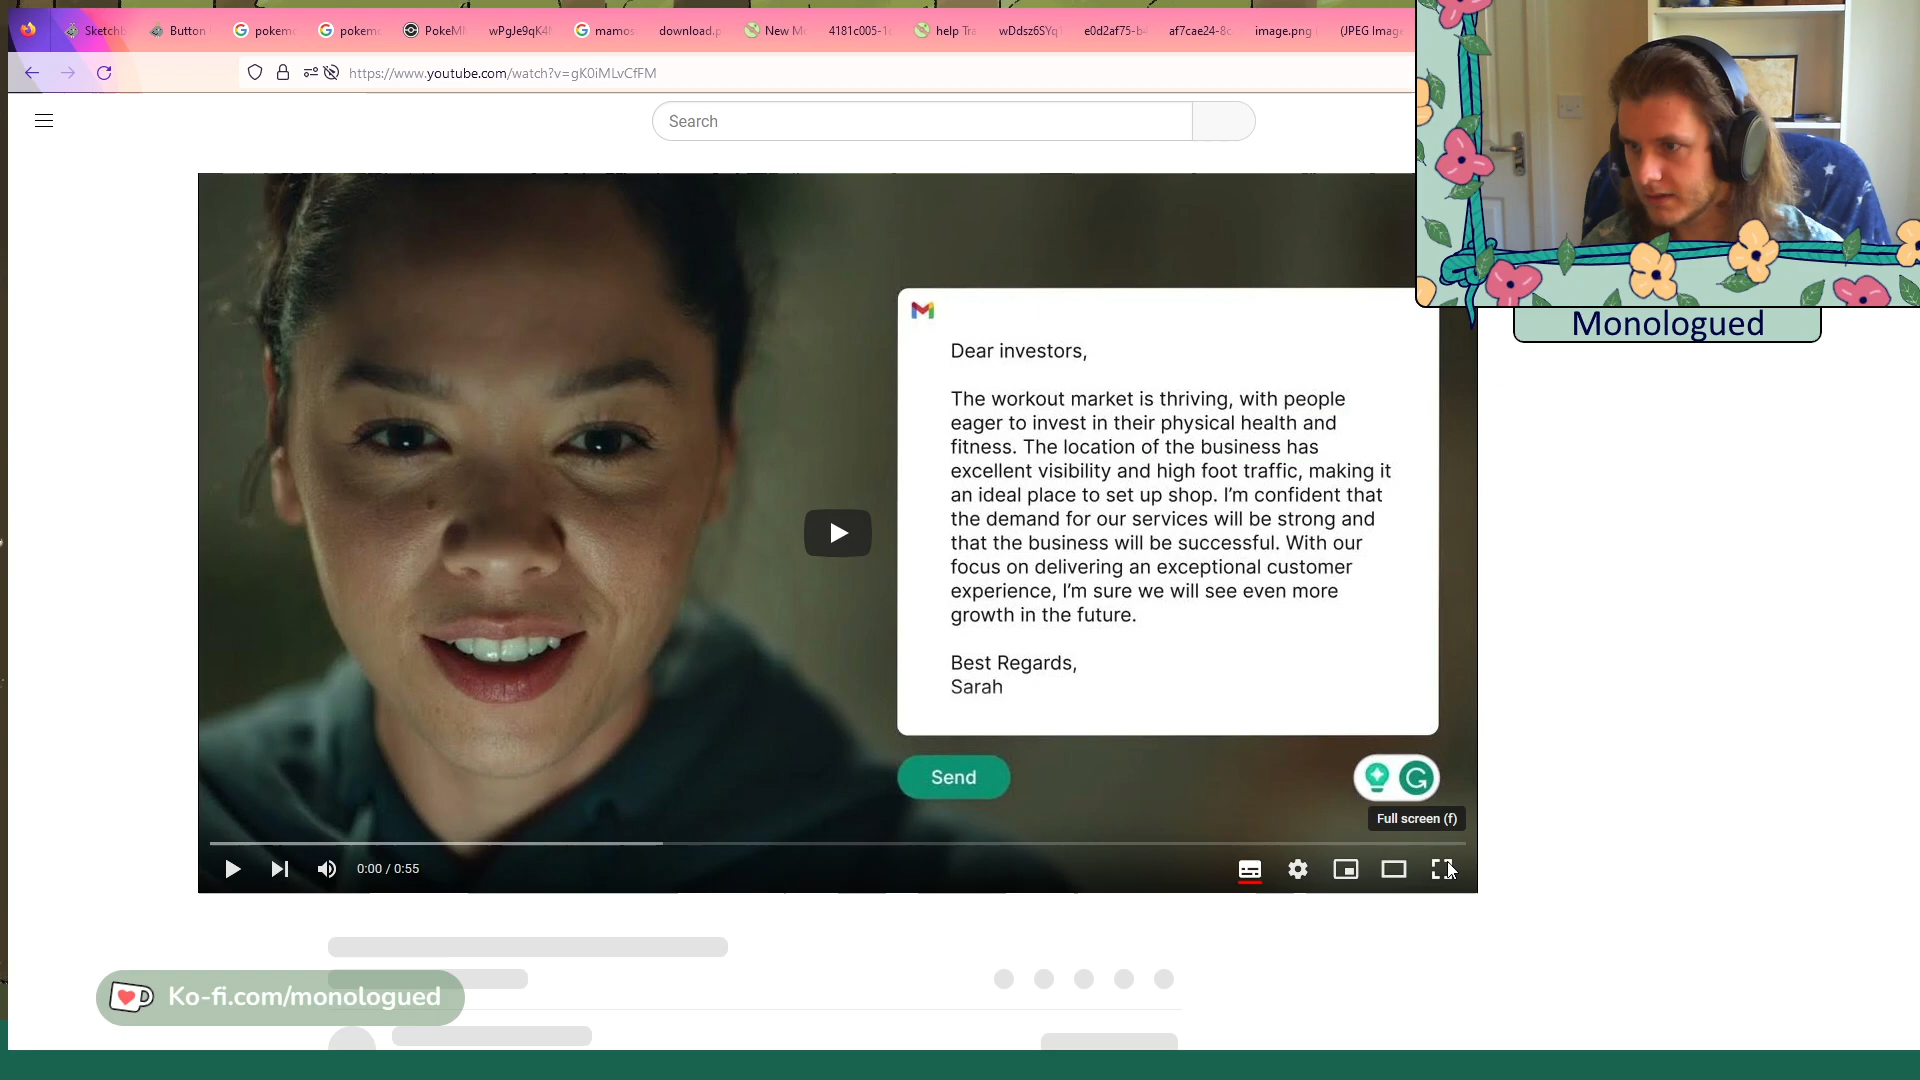 Sketchb
Button
pokem
pokem
PokeM
wPgJe9qK4
mamos
download.p
New M
4181c005-1
help Tra
wDdsz6SYq
e0d2af75-b
af7cae24-8c
image.png
(JPEG Image
https://www.youtube.com/watch?v=gK0iMLvCfFM
Search
Monologued
Dear investors,
The workout market is thriving, with people
eager to invest in their physical health and
fitness. The location of the business has
excellent visibility and high foot traffic, making it
an ideal place to set up shop. I'm confident that
the demand for our services will be strong and
that the business will be successful. With our
focus on delivering an exceptional customer
experience, I'm sure we will see even more
growth in the future.
Best Regards,
Sarah
Send
Full screen (f)
0:00 / 0:55
Ko-fi.com/monologued